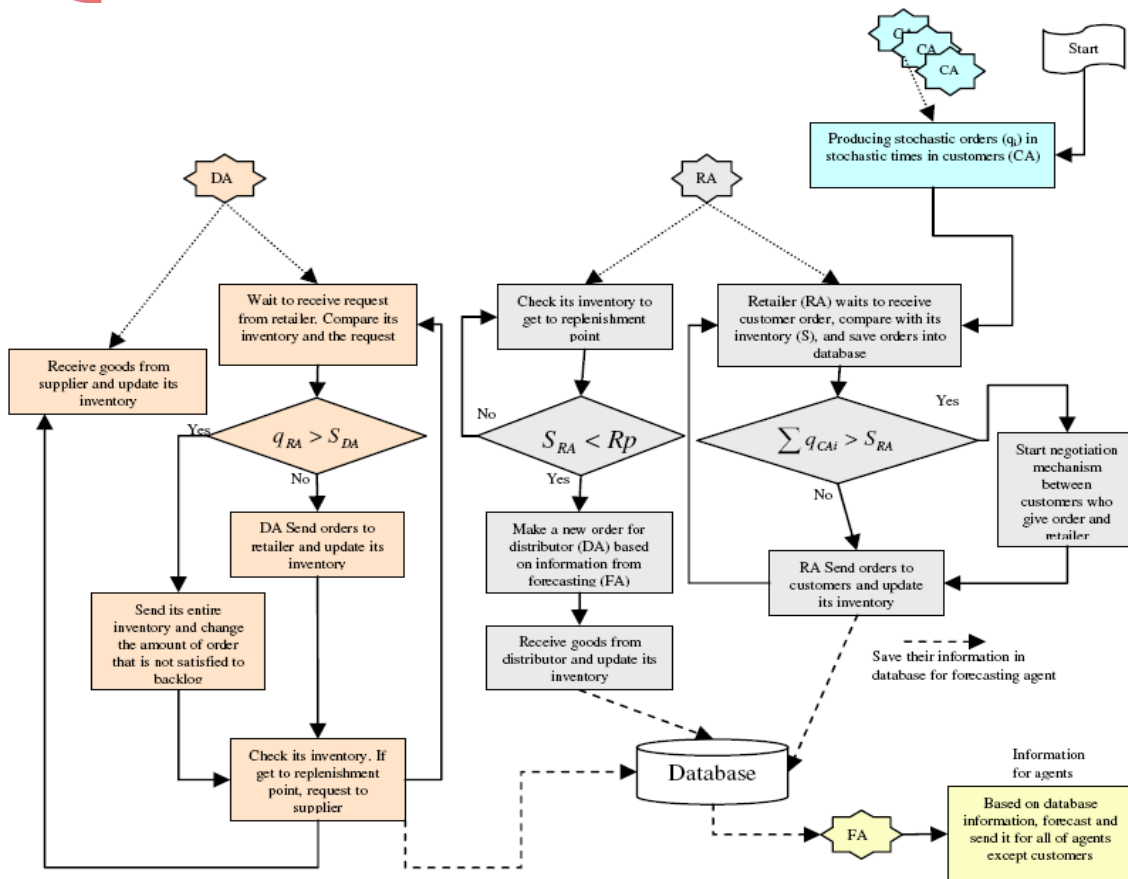 CA
CA
CA
Start
Producing stochastic orders (qi) in
stochastic times in customers (CA)
DA
RA
Wait to receive request
from retailer. Compare its
inventory and the request
Check its inventory to
get to replenishment
point
Retailer (RA) waits to receive
customer order, compare with its
inventory (S), and save orders into
database
Receive goods from
supplier and update its
inventory
Yes
q RA > S DA
No
No
S RA < Rp
Yes
∑ q CAi > S RA
Yes
No
Start negotiation
mechanism
between
customers who
give order and
retailer
DA Send orders to
retailer and update its
inventory
Make a new order for
distributor (DA) based
on information from
forecasting (FA)
RA Send orders to
customers and update
its inventory
Send its entire
inventory and change
the amount of order
that is not satisfied to
backlog
Receive goods from
distributor and update its
inventory
Save their information in
database for forecasting agent
Check its inventory. If
get to replenishment
point, request to
supplier
Database
Information
for agents
FA
Based on database
information, forecast and
send it for all of agents
except customers